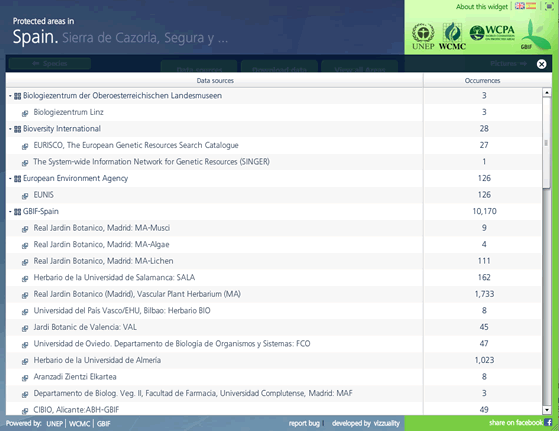 About this widget
Protected areas in
Spain. Sierra de Cazorla, Segura y ...
UNEP WCMC WCPA GBIF
Data sources Occurrences
Biologiezentrum der Oberoesterreichischen Landesmuseen 3
Biologiezentrum Linz 3
Bioversity International 28
EURISCO, The European Genetic Resources Search Catalogue 27
The System-wide Information Network for Genetic Resources (SINGER) 1
European Environment Agency 126
EUNIS 126
GBIF-Spain 10,170
Real Jardin Botanico, Madrid: MA-Musci 9
Real Jardin Botanico, Madrid: MA-Algae 4
Real Jardin Botanico, Madrid: MA-Lichen 111
Herbario de la Universidad de Salamanca: SALA 162
Real Jardin Botanico (Madrid), Vascular Plant Herbarium (MA) 1,733
Universidad del País Vasco/EHU, Bilbao: Herbario BIO 8
Jardi Botanic de Valencia: VAL 45
Universidad de Oviedo. Departamento de Biología de Organismos y Sistemas: FCO 47
Herbario de la Universidad de Almería 1,023
Aranzadi Zientzi Elkartea 8
Departamento de Biolog. Veg. II, Facultad de Farmacia, Universidad Complutense, Madrid: MAF 3
CIBIO, Alicante:ABH-GBIF 49
Powered by: UNEP | WCMC | GBIF report bug | developed by vizzuality share on facebook